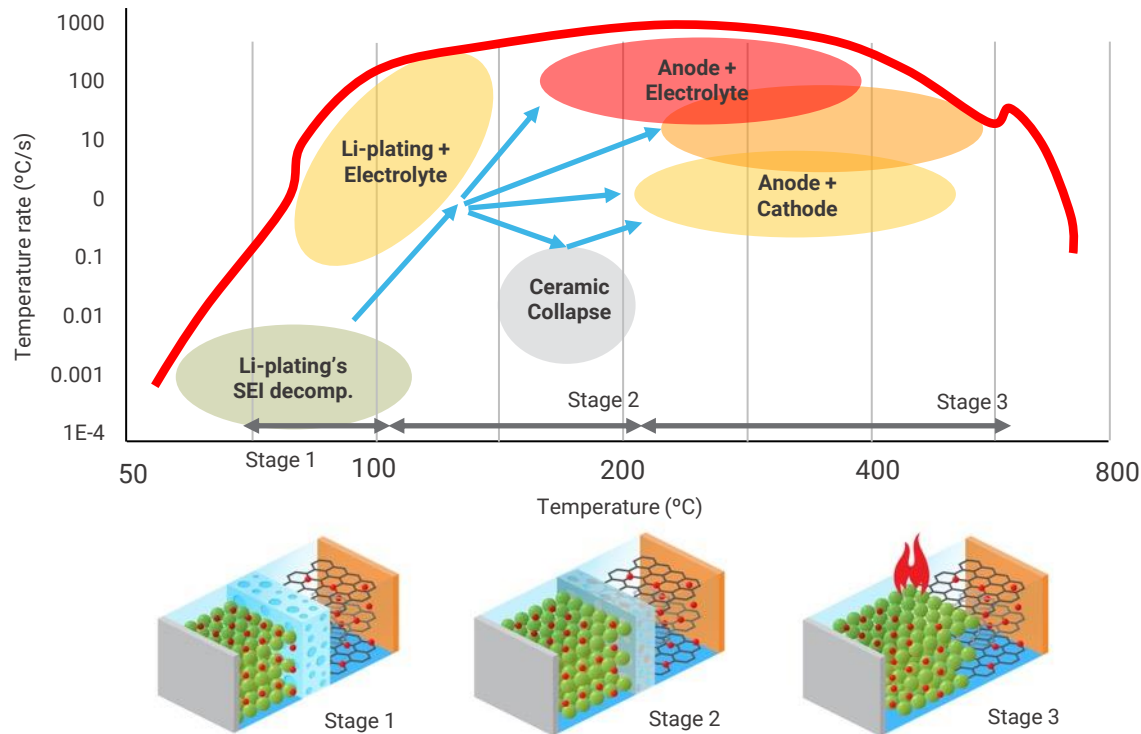 1000
100
10
0
0.1
0.01
0.001
1E-4
Temperature rate (ºC/s)
Anode +
Electrolyte
Li-plating +
Electrolyte
Anode +
Cathode
Ceramic
Collapse
Li-plating’s
SEI decomp.
Stage 1
Stage 2
Stage 3
50
100
200
400
800
Temperature (ºC)
Stage 1
Stage 2
Stage 3